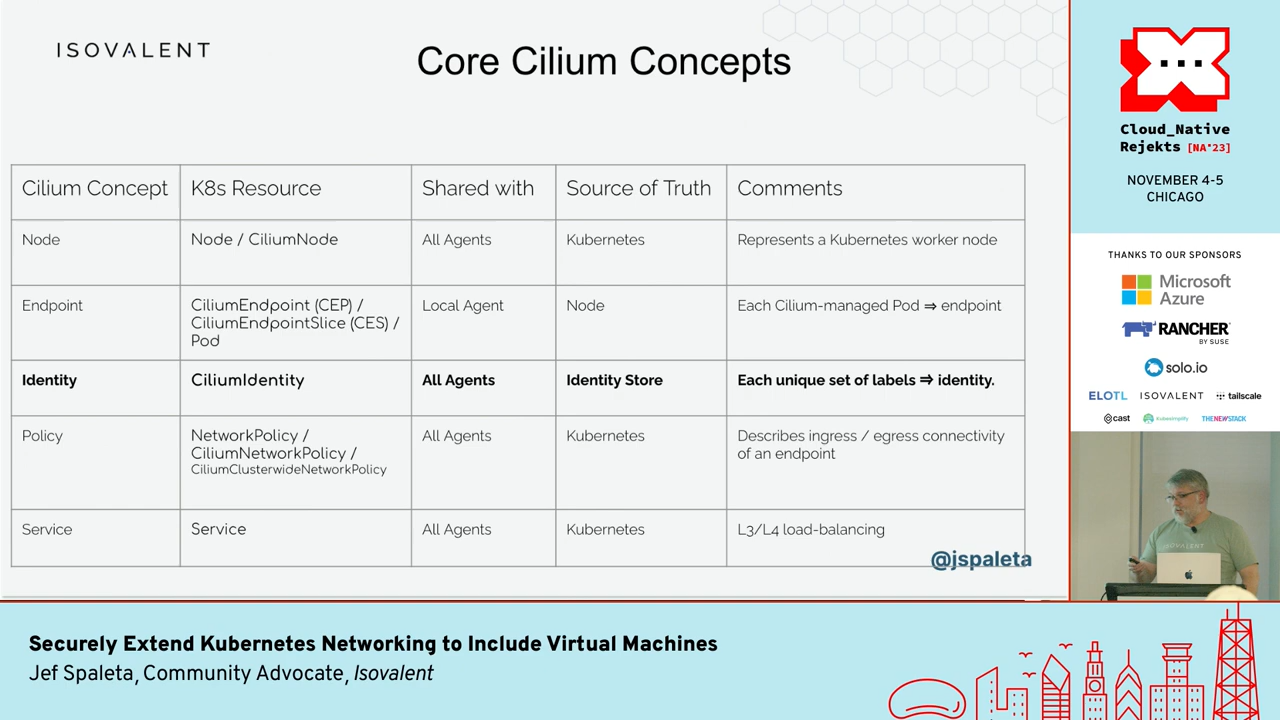 ISOVALENT
Core Cilium Concepts
Cilium Concept K8s Resource Shared with Source of Truth Comments
Node Node / CiliumNode All Agents Kubernetes Represents a Kubernetes worker node
Endpoint CiliumEndpoint (CEP) / Local Agent Node Each Cilium-managed Pod ⇒ endpoint
CiliumEndpointSlice (CES) /
Pod
Identity CiliumIdentity All Agents Identity Store Each unique set of labels ⇒ identity.
Policy NetworkPolicy / All Agents Kubernetes Describes ingress / egress connectivity
CiliumNetworkPolicy / of an endpoint
CiliumClusterwideNetworkPolicy
Service Service All Agents Kubernetes L3/L4 load-balancing
@jspaleta
Cloud_Native
Rejekts [NA'23]
NOVEMBER 4-5
CHICAGO
THANKS TO OUR SPONSORS
Microsoft
Azure
RANCHER
BY SUSE
solo.io
ELOTL ISOVALENT tailscale
cast Kubesimplify THENEWSTACK
ISOVALENT
Securely Extend Kubernetes Networking to Include Virtual Machines
Jef Spaleta, Community Advocate, Isovalent